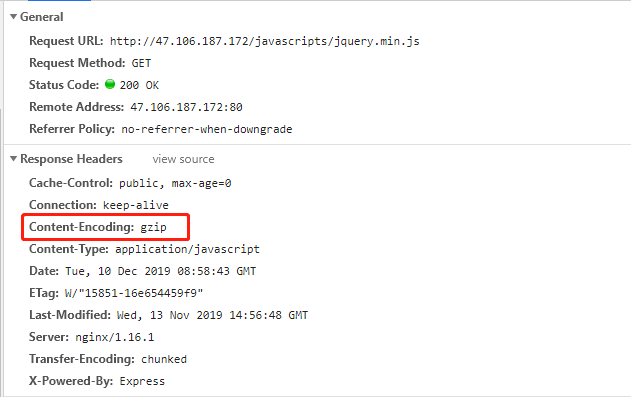 General
Request URL: http://47.106.187.172/javascripts/jquery.min.js
Request Method: GET
Status Code: 200 OK
Remote Address: 47.106.187.172:80
Referrer Policy: no-referrer-when-downgrade
Response Headers view source
Cache-Control: public, max-age=0
Connection: keep-alive
Content-Encoding: gzip
Content-Type: application/javascript
Date: Tue, 10 Dec 2019 08:58:43 GMT
ETag: W/"15851-16e654459f9"
Last-Modified: Wed, 13 Nov 2019 14:56:48 GMT
Server: nginx/1.16.1
Transfer-Encoding: chunked
X-Powered-By: Express